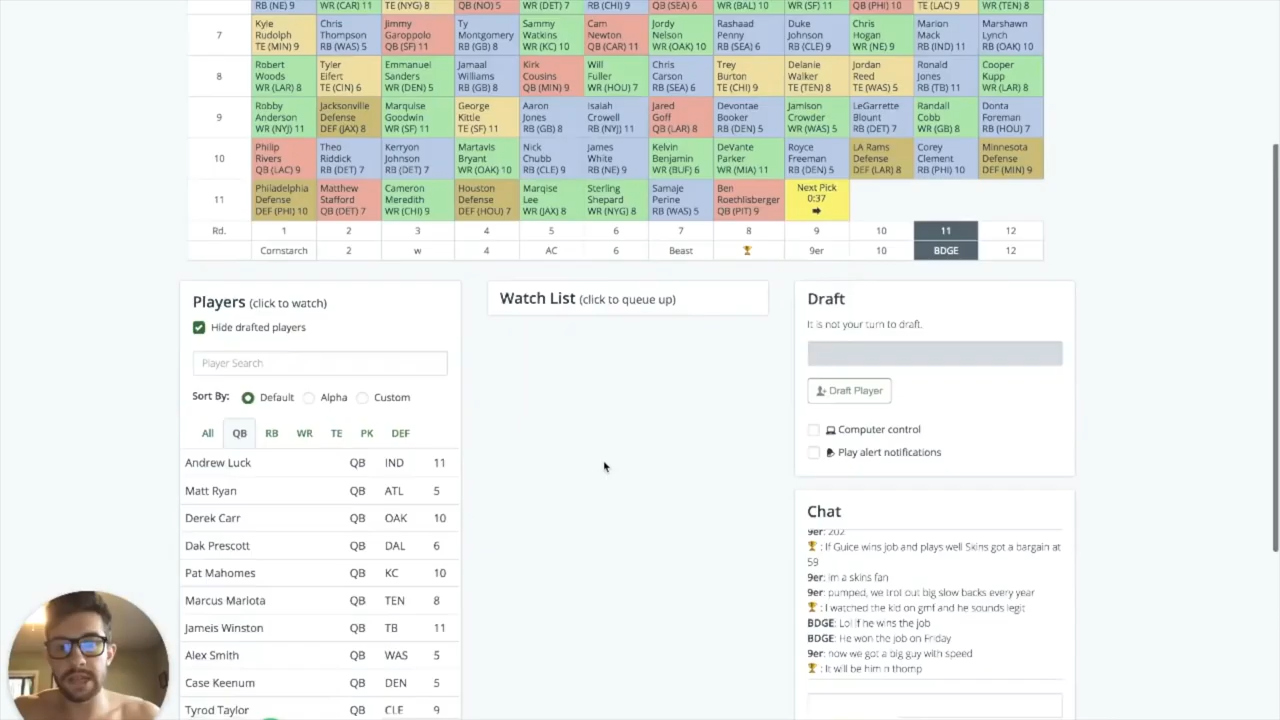 RB (NE) 9 WR (CAR) 11 TE (NYG) 8 QB (NO) 5 WR (DET) 7 RB (CHI) 9 QB (SEA) 6 WR (BAL) 10 WR (SF) 11 QB (PHI) 10 TE (LAC) 9 WR (TEN) 8
7
Kyle Chris Jimmy Ty Sammy Cam Jordy Rashaad Duke Chris Marion Marshawn
Rudolph Thompson Garoppolo Montgomery Watkins Newton Nelson Penny Johnson Hogan Mack Lynch
TE (MIN) 9 RB (WAS) 5 QB (SF) 11 RB (GB) 8 WR (KC) 10 QB (CAR) 11 WR (OAK) 10 RB (SEA) 6 RB (CLE) 9 WR (NE) 9 RB (IND) 11 RB (OAK) 10
8
Robert Tyler Emmanuel Jamaal Kirk Will Chris Trey Delanie Jordan Ronald Cooper
Woods Eifert Sanders Williams Cousins Fuller Carson Burton Walker Reed Jones Kupp
WR (LAR) 8 TE (CIN) 6 WR (DEN) 5 RB (GB) 8 QB (MIN) 9 WR (HOU) 7 RB (SEA) 6 TE (CHI) 9 TE (TEN) 8 TE (WAS) 5 RB (TB) 11 WR (LAR) 8
9
Robby Jacksonville Marquise George Aaron Isaiah Jared Devontae Jamison LeGarrette Randall Donta
Anderson Defense Goodwin Kittle Jones Crowell Goff Booker Crowder Blount Cobb Foreman
WR (NYJ) 11 DEF (JAX) 8 WR (SF) 11 TE (SF) 11 RB (GB) 8 RB (NYJ) 11 QB (LAR) 8 RB (DEN) 5 WR (WAS) 5 RB (DET) 7 WR (GB) 8 RB (HOU) 7
10
Philip Theo Kerryon Martavis Nick James Kelvin DeVante Royce LA Rams Corey Minnesota
Rivers Riddick Johnson Bryant Chubb White Benjamin Parker Freeman Defense Clement Defense
QB (LAC) 9 RB (DET) 7 RB (DET) 7 WR (OAK) 10 RB (CLE) 9 RB (NE) 9 WR (BUF) 6 WR (MIA) 11 RB (DEN) 5 DEF (LAR) 8 RB (PHI) 10 DEF (MIN) 9
11
Philadelphia Matthew Cameron Houston Marqise Sterling Samaje Ben Next Pick
Defense Stafford Meredith Defense Lee Shepard Perine Roethlisberger 0:37
DEF (PHI) 10 QB (DET) 7 WR (CHI) 9 DEF (HOU) 7 WR (JAX) 8 WR (NYG) 8 RB (WAS) 5 QB (PIT) 9
Rd. 1 2 3 4 5 6 7 8 9 10 11 12
Cornstarch 2 w 4 AC 6 Beast 🏆 9er 10 BDGE 12
Players (click to watch)
Hide drafted players
Player Search
Sort By: Default Alpha Custom
All QB RB WR TE PK DEF
Andrew Luck QB IND 11
Matt Ryan QB ATL 5
Derek Carr QB OAK 10
Dak Prescott QB DAL 6
Pat Mahomes QB KC 10
Marcus Mariota QB TEN 8
Jameis Winston QB TB 11
Alex Smith QB WAS 5
Case Keenum QB DEN 5
Tyrod Taylor QB CLE 9
Watch List (click to queue up)
Draft
It is not your turn to draft.
Draft Player
Computer control
Play alert notifications
Chat
9er: 202
🏆 : If Guice wins job and plays well Skins got a bargain at
59
9er: im a skins fan
9er: pumped, we trot out big slow backs every year
🏆 : I watched the kid on gmf and he sounds legit
BDGE: Lol if he wins the job
BDGE: He won the job on Friday
9er: now we got a big guy with speed
🏆 : It will be him n thomp